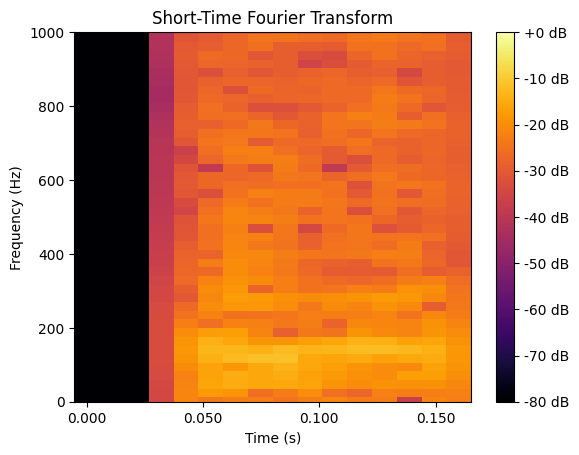 Short-Time Fourier Transform
1000
800
600
400
200
0
Frequency (Hz)
0.000
0.050
0.100
0.150
Time (s)
+0 dB
-10 dB
-20 dB
-30 dB
-40 dB
-50 dB
-60 dB
-70 dB
-80 dB